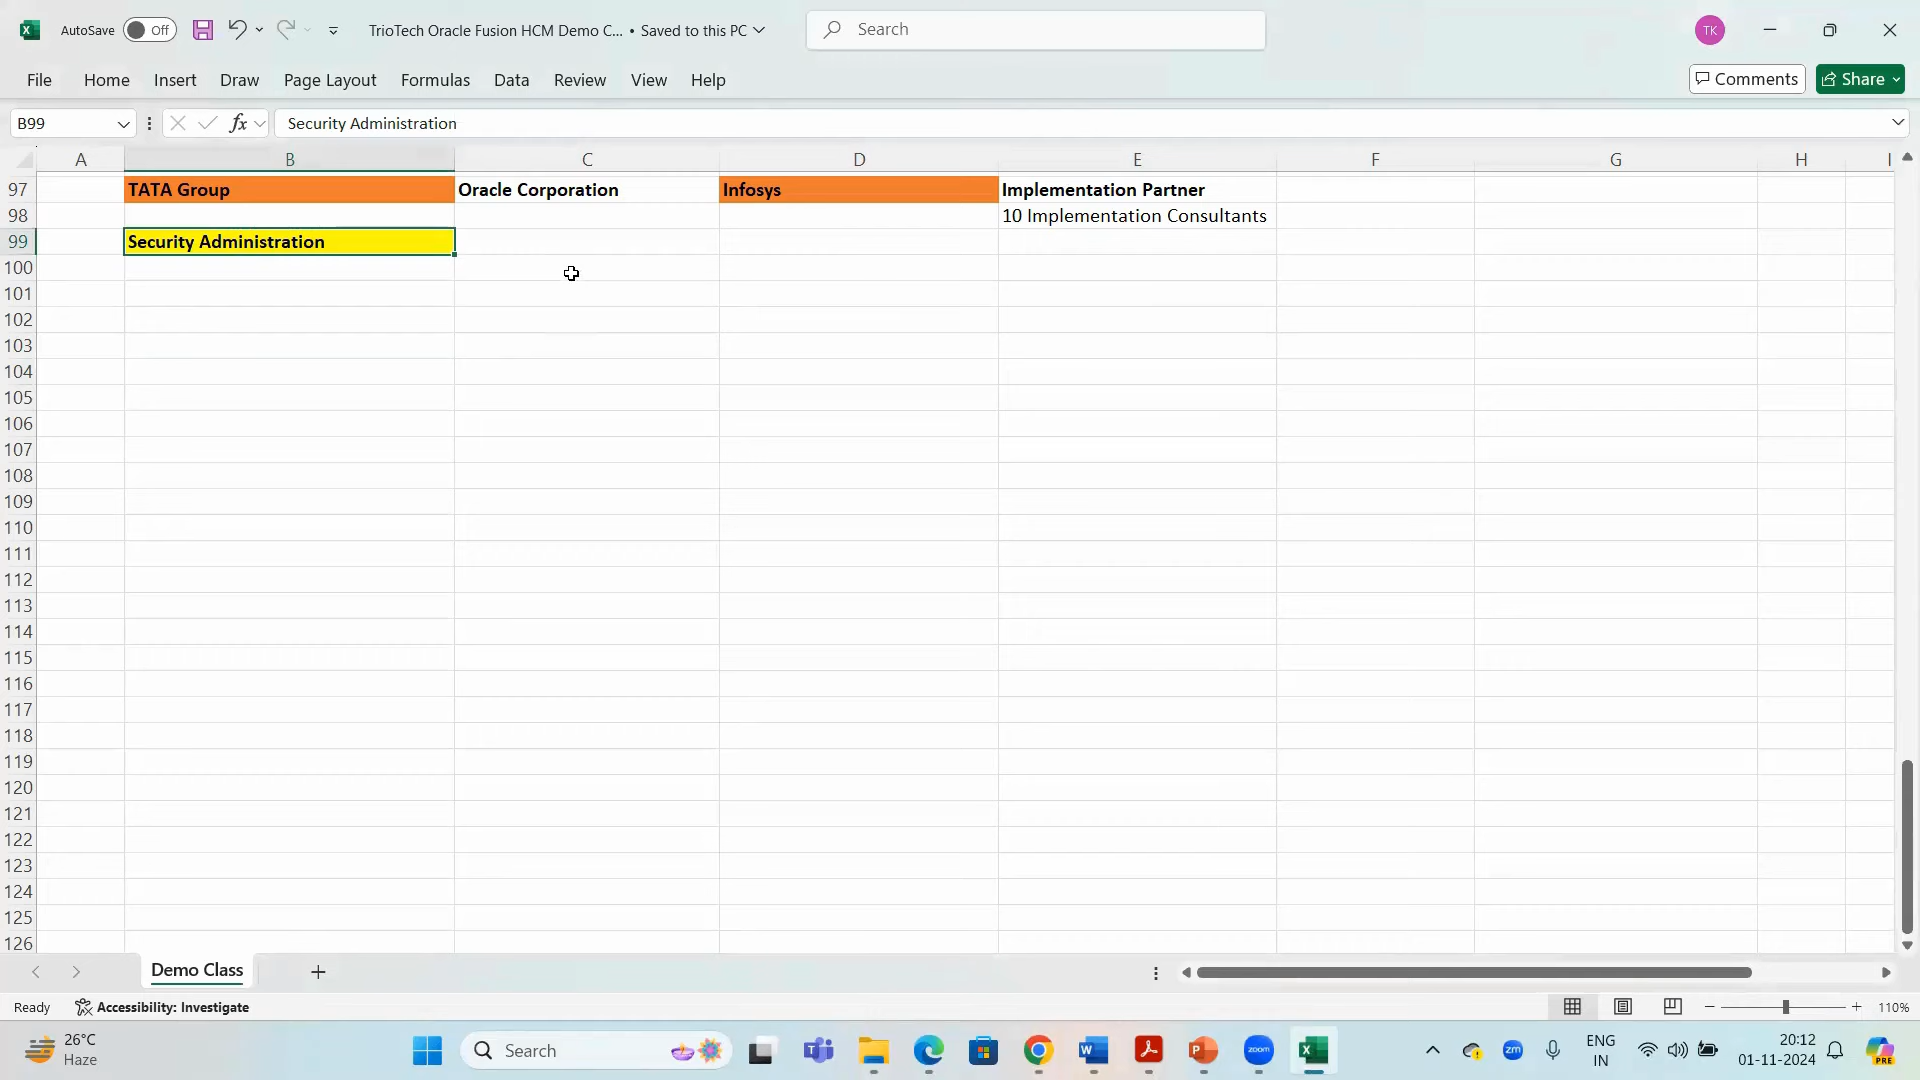 AutoSave Off TrioTech Oracle Fusion HCM Demo C... • Saved to this PC Search TK
File Home Insert Draw Page Layout Formulas Data Review View Help Comments Share
B99 fx Security Administration
A B C D E F G H I
97 TATA Group Oracle Corporation Infosys Implementation Partner
98 10 Implementation Consultants
99 Security Administration
100
101
102
103
104
105
106
107
108
109
110
111
112
113
114
115
116
117
118
119
120
121
122
123
124
125
126
Demo Class
Ready Accessibility: Investigate 110%
26°C
Haze
Search
zoom
zm
ENG
IN
20:12
01-11-2024
PRE